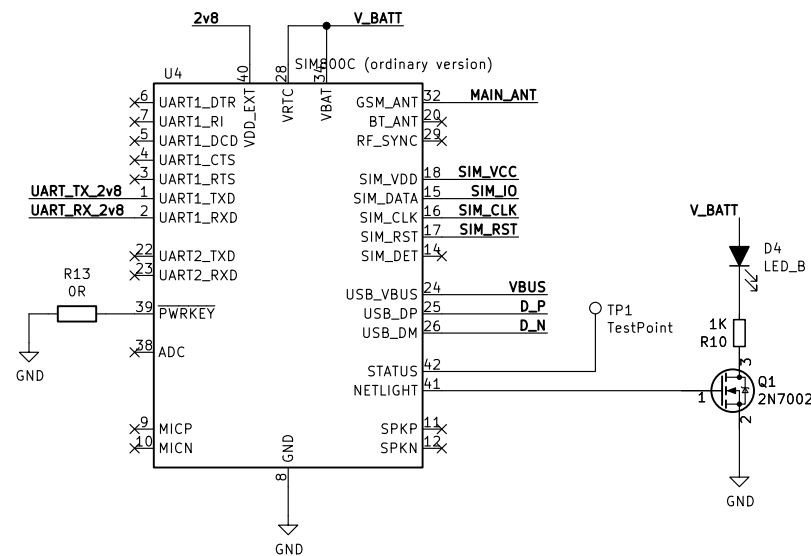 2v8
V_BATT
U4
SIM800C (ordinary version)
40
VDD_EXT
28
VRTC
34
VBAT
6 UART1_DTR
7 UART1_RI
5 UART1_DCD
4 UART1_CTS
3 UART1_RTS
UART_TX_2v8 1 UART1_TXD
UART_RX_2v8 2 UART1_RXD
22 UART2_TXD
23 UART2_RXD
R13
0R
39 PWRKEY
GND
38 ADC
9 MICP
10 MICN
GSM_ANT 32 MAIN_ANT
BT_ANT 20
RF_SYNC 29
SIM_VDD 18 SIM_VCC
SIM_DATA 15 SIM_IO
SIM_CLK 16 SIM_CLK
SIM_RST 17 SIM_RST
SIM_DET 14
USB_VBUS 24 VBUS
USB_DP 25 D_P
USB_DM 26 D_N
STATUS 42
NETLIGHT 41
SPKP 11
SPKN 12
GND
8
GND
TP1
TestPoint
V_BATT
D4
LED_B
1K
R10
3
1
2
Q1
2N7002
GND